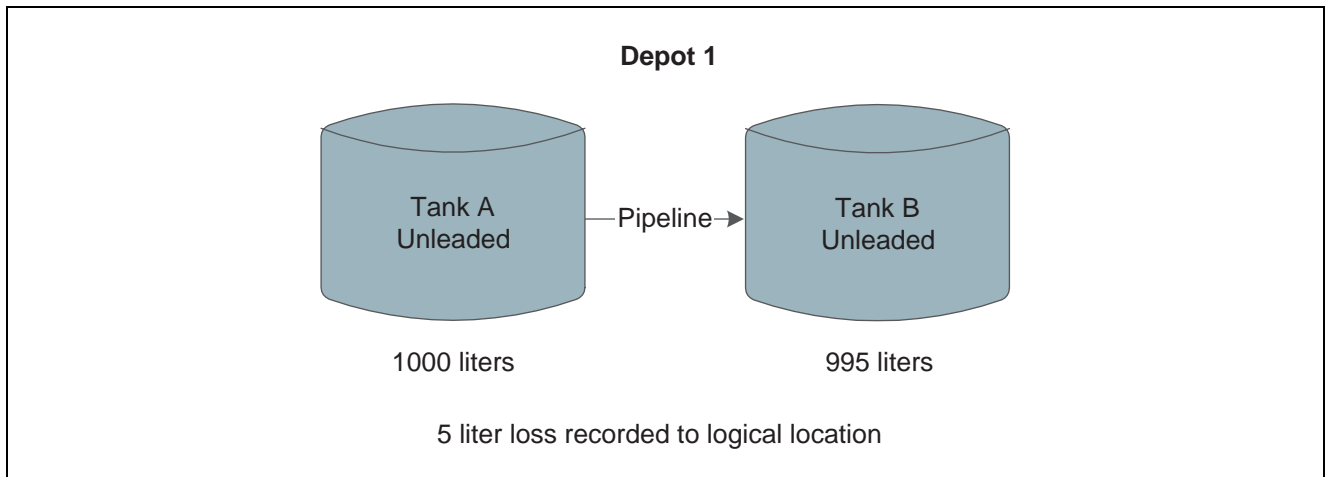 Depot 1
Tank A
Unleaded
Pipeline
Tank B
Unleaded
1000 liters
995 liters
5 liter loss recorded to logical location